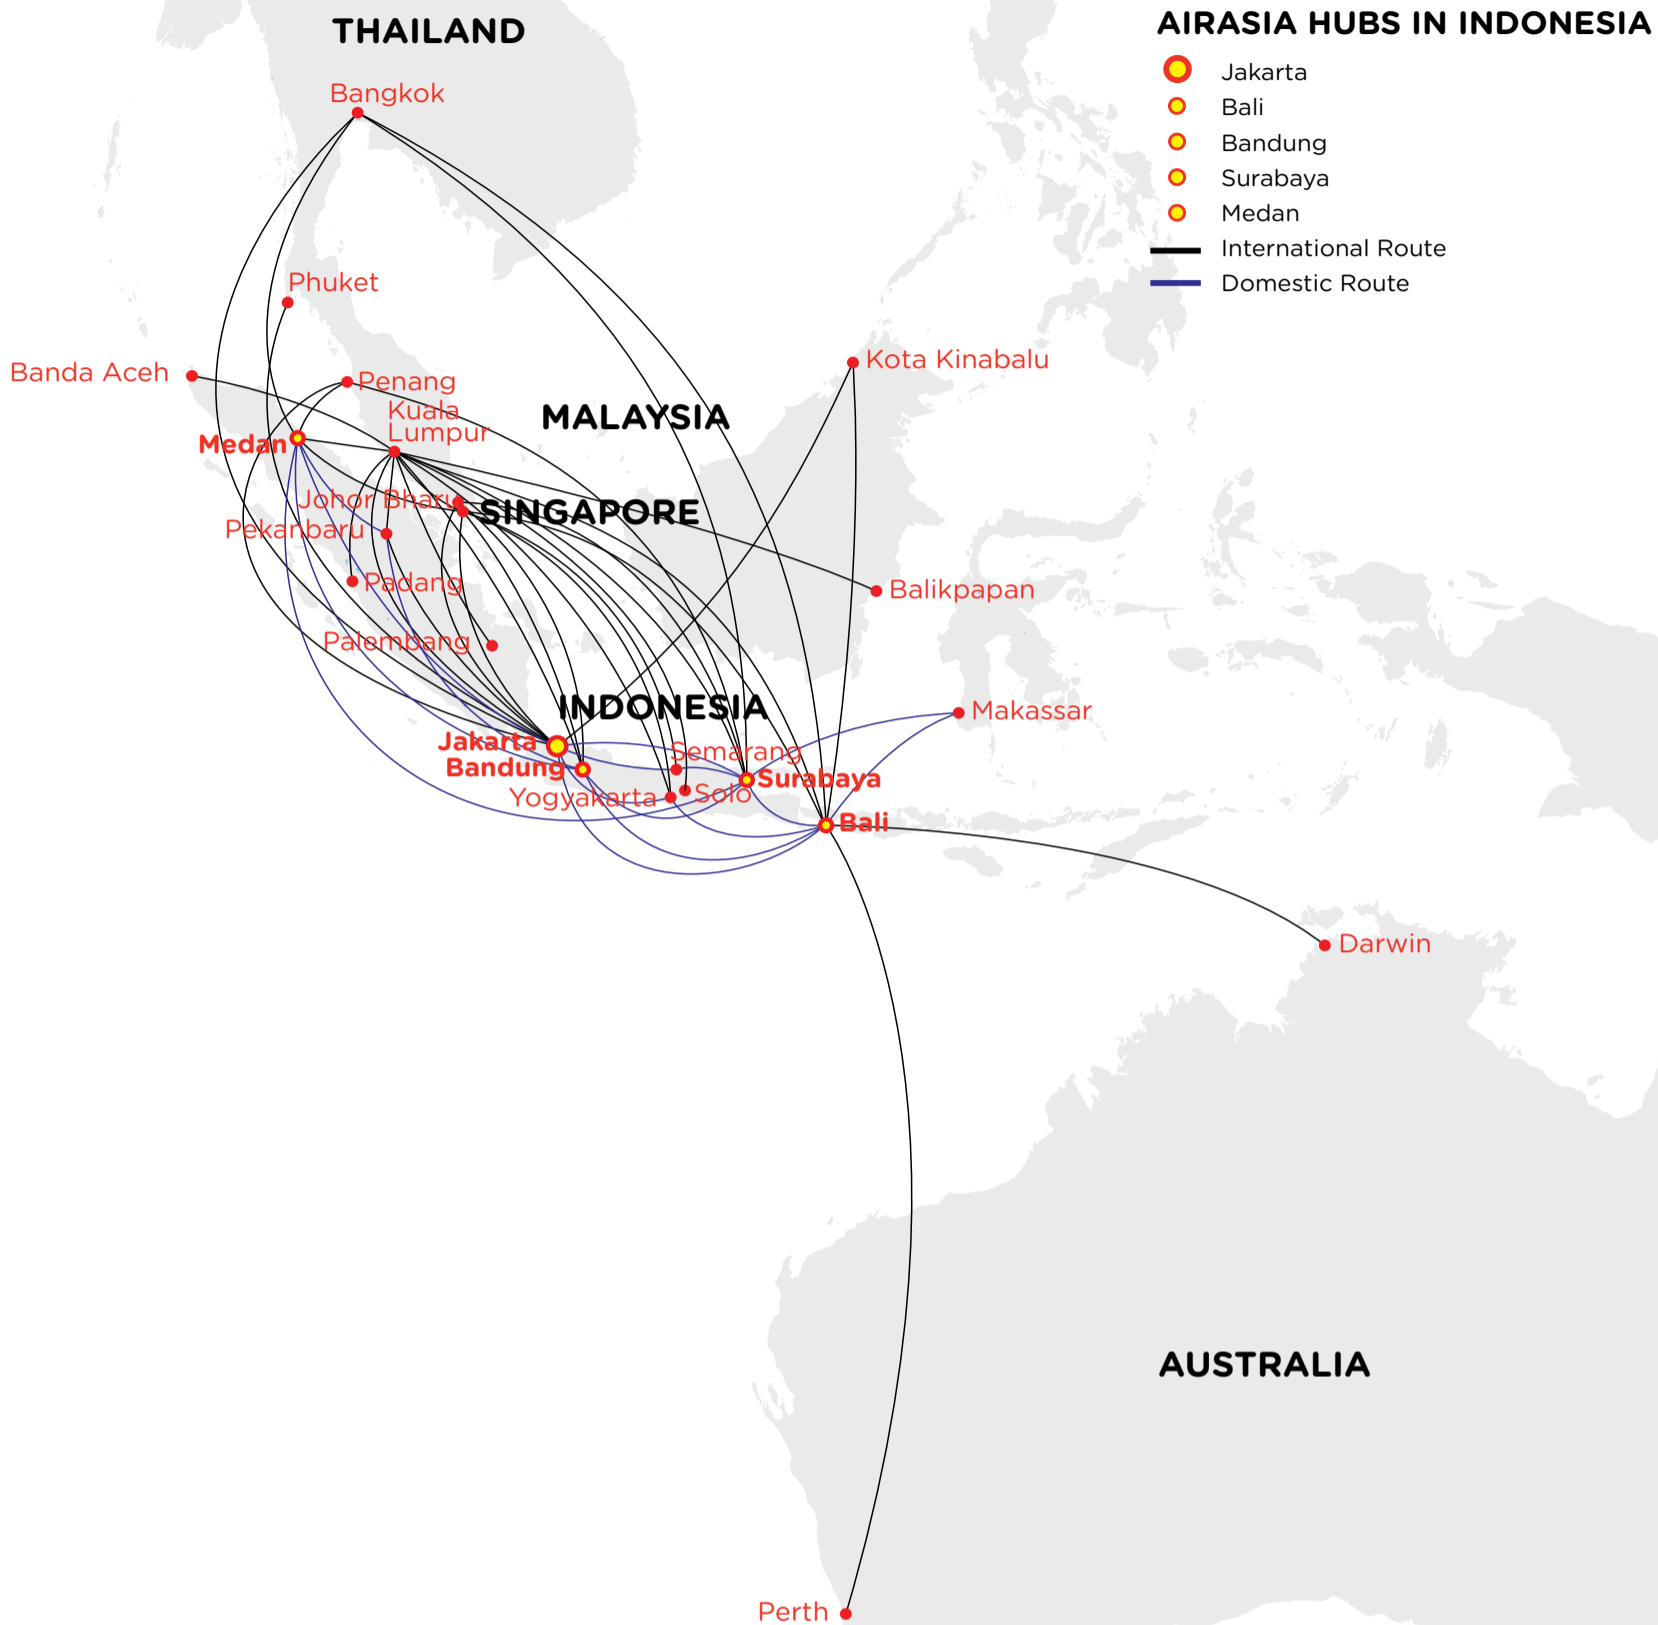 THAILAND
AIRASIA HUBS IN INDONESIA
Jakarta
Bali
Bandung
Surabaya
Medan
International Route
Domestic Route
Bangkok
Phuket
Banda Aceh
Penang
Kota Kinabalu
Kuala
Lumpur
MALAYSIA
Medan
Johor Bharu
SINGAPORE
Pekanbaru
Padang
Balikpapan
Palembang
INDONESIA
Makassar
Jakarta
Semarang
Bandung
Surabaya
Yogyakarta
Solo
Bali
Darwin
AUSTRALIA
Perth